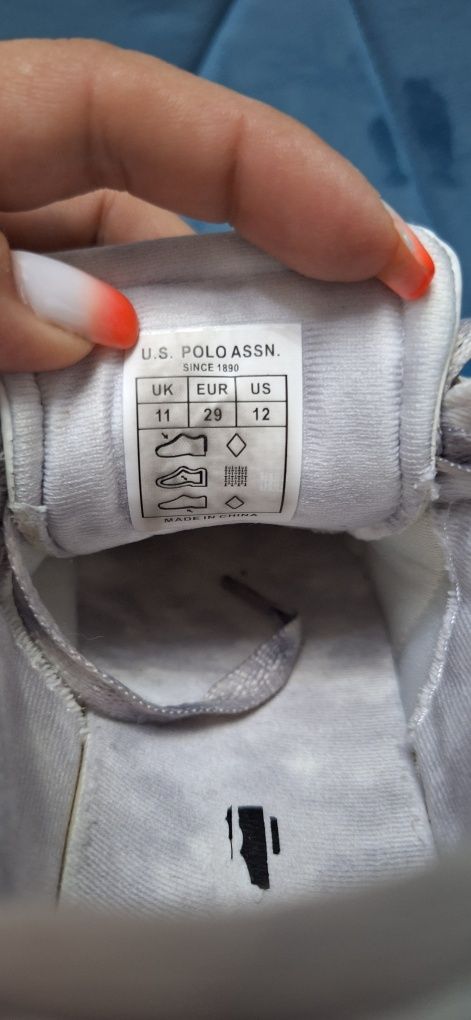 U.S. POLO ASSN.
SINCE 1890
UK EUR US
11 29 12
MADE IN CHINA